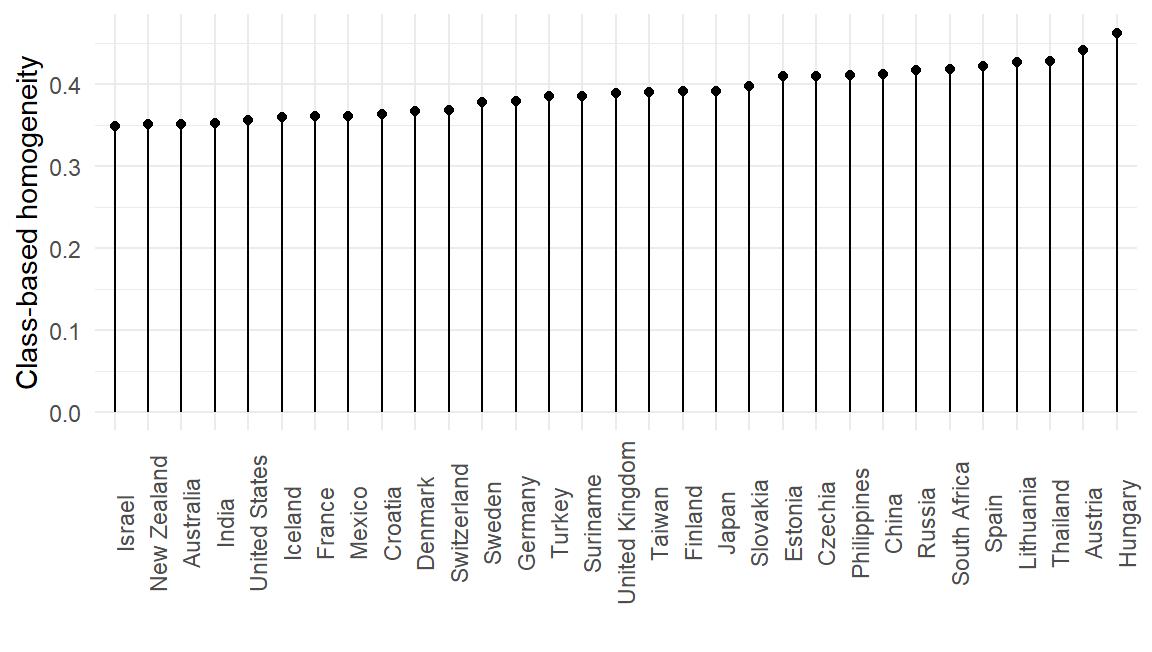 Class-based homogeneity
0.4
0.3
0.2
0.1
0.0
Israel
New Zealand
Australia
India
United States
Iceland
France
Mexico
Croatia
Denmark
Switzerland
Sweden
Germany
Turkey
Suriname
United Kingdom
Taiwan
Finland
Japan
Slovakia
Estonia
Czechia
Philippines
China
Russia
South Africa
Spain
Lithuania
Thailand
Austria
Hungary